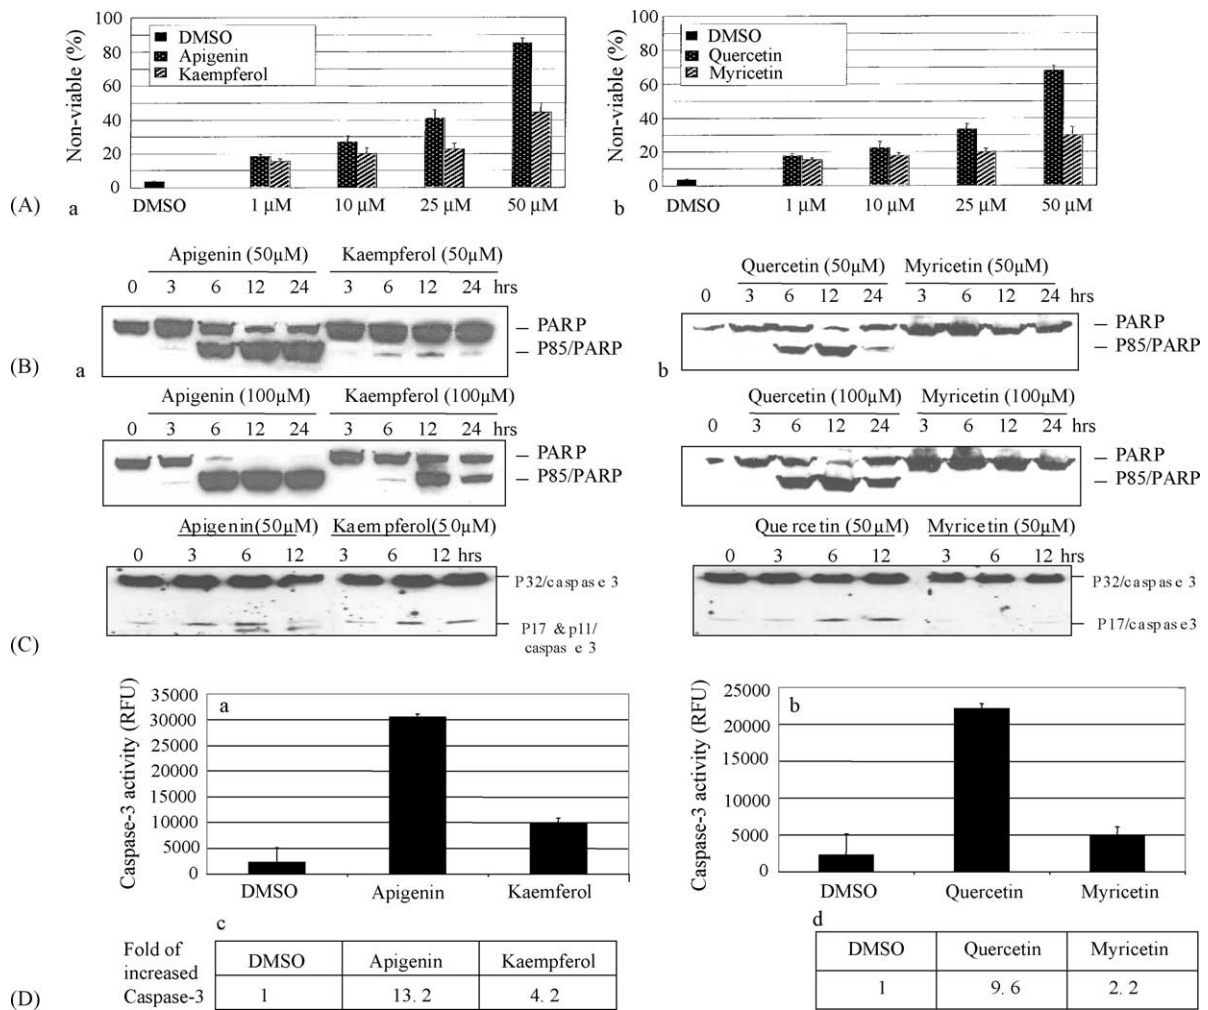 100
80
60
40
20
0
Non-viable (%)
DMSO
Apigenin
Kaempferol
DMSO 1 µM 10 µM 25 µM 50 µM
(A)
a
100
80
60
40
20
0
Non-viable (%)
DMSO
Quercetin
Myricetin
DMSO 1 µM 10 µM 25 µM 50 µM
b
Apigenin (50µM) Kaempferol (50µM)
0 3 6 12 24 3 6 12 24 hrs
PARP
P85/PARP
(B)
a
Apigenin (100µM) Kaempferol (100µM)
0 3 6 12 24 3 6 12 24 hrs
PARP
P85/PARP
Quercetin (50µM) Myricetin (50µM)
0 3 6 12 24 3 6 12 24 hrs
PARP
P85/PARP
b
Quercetin (100µM) Myricetin (100µM)
0 3 6 12 24 3 6 12 24 hrs
PARP
P85/PARP
Apigenin(50µM) Kaempferol(5 0µM)
0 3 6 12 3 6 12 hrs
P32/caspase 3
P17 & p11/
caspas e 3
(C)
Que rcetin (50µM) Myricetin (50µM)
0 3 6 12 3 6 12 hrs
P32/caspase 3
P17/caspase3
35000
30000
25000
20000
15000
10000
5000
0
Caspase-3 activity (RFU)
a
DMSO Apigenin Kaemferol
25000
20000
15000
10000
5000
0
Caspase-3 activity (RFU)
b
DMSO Quercetin Myricetin
c
Fold of
increased
Caspase-3
DMSO Apigenin Kaempferol
1 13. 2 4. 2
(D)
d
DMSO Quercetin Myricetin
1 9. 6 2. 2